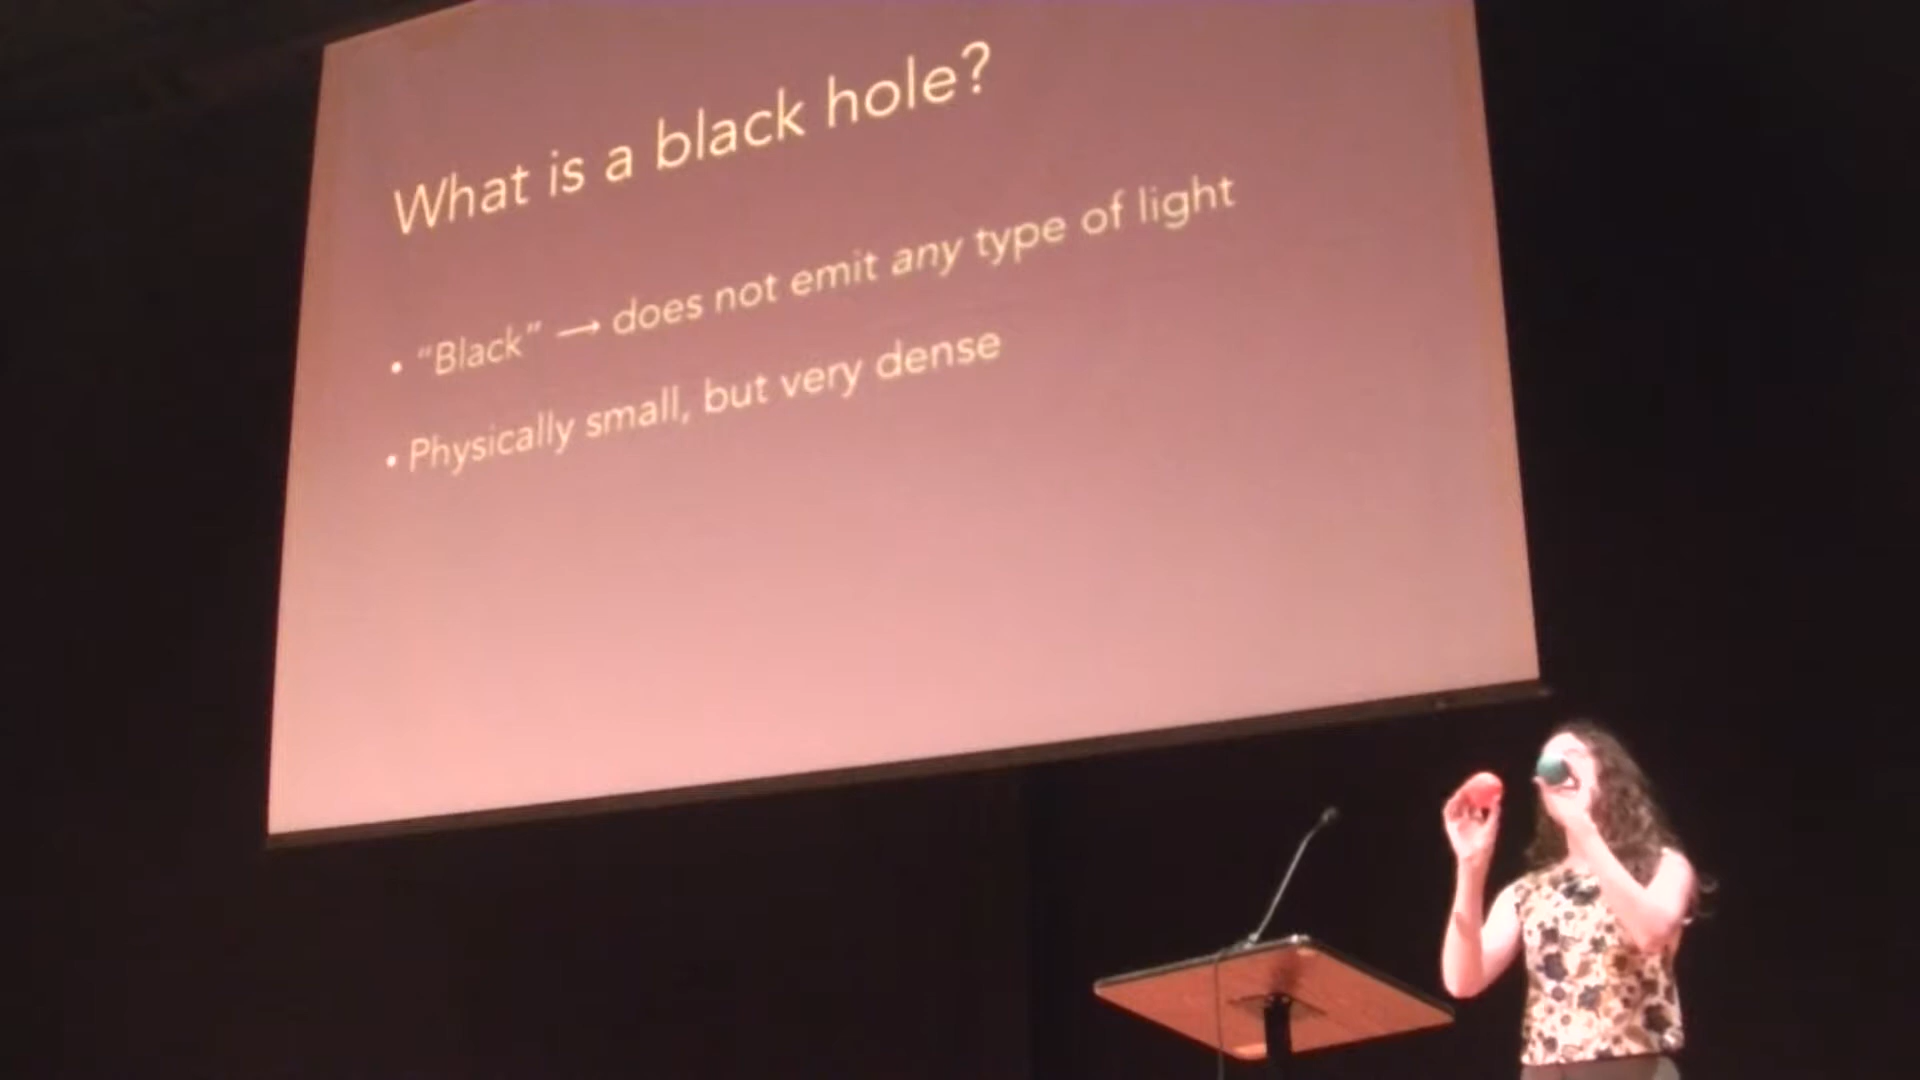 What is a black hole?
• “Black” → does not emit any type of light
• Physically small, but very dense